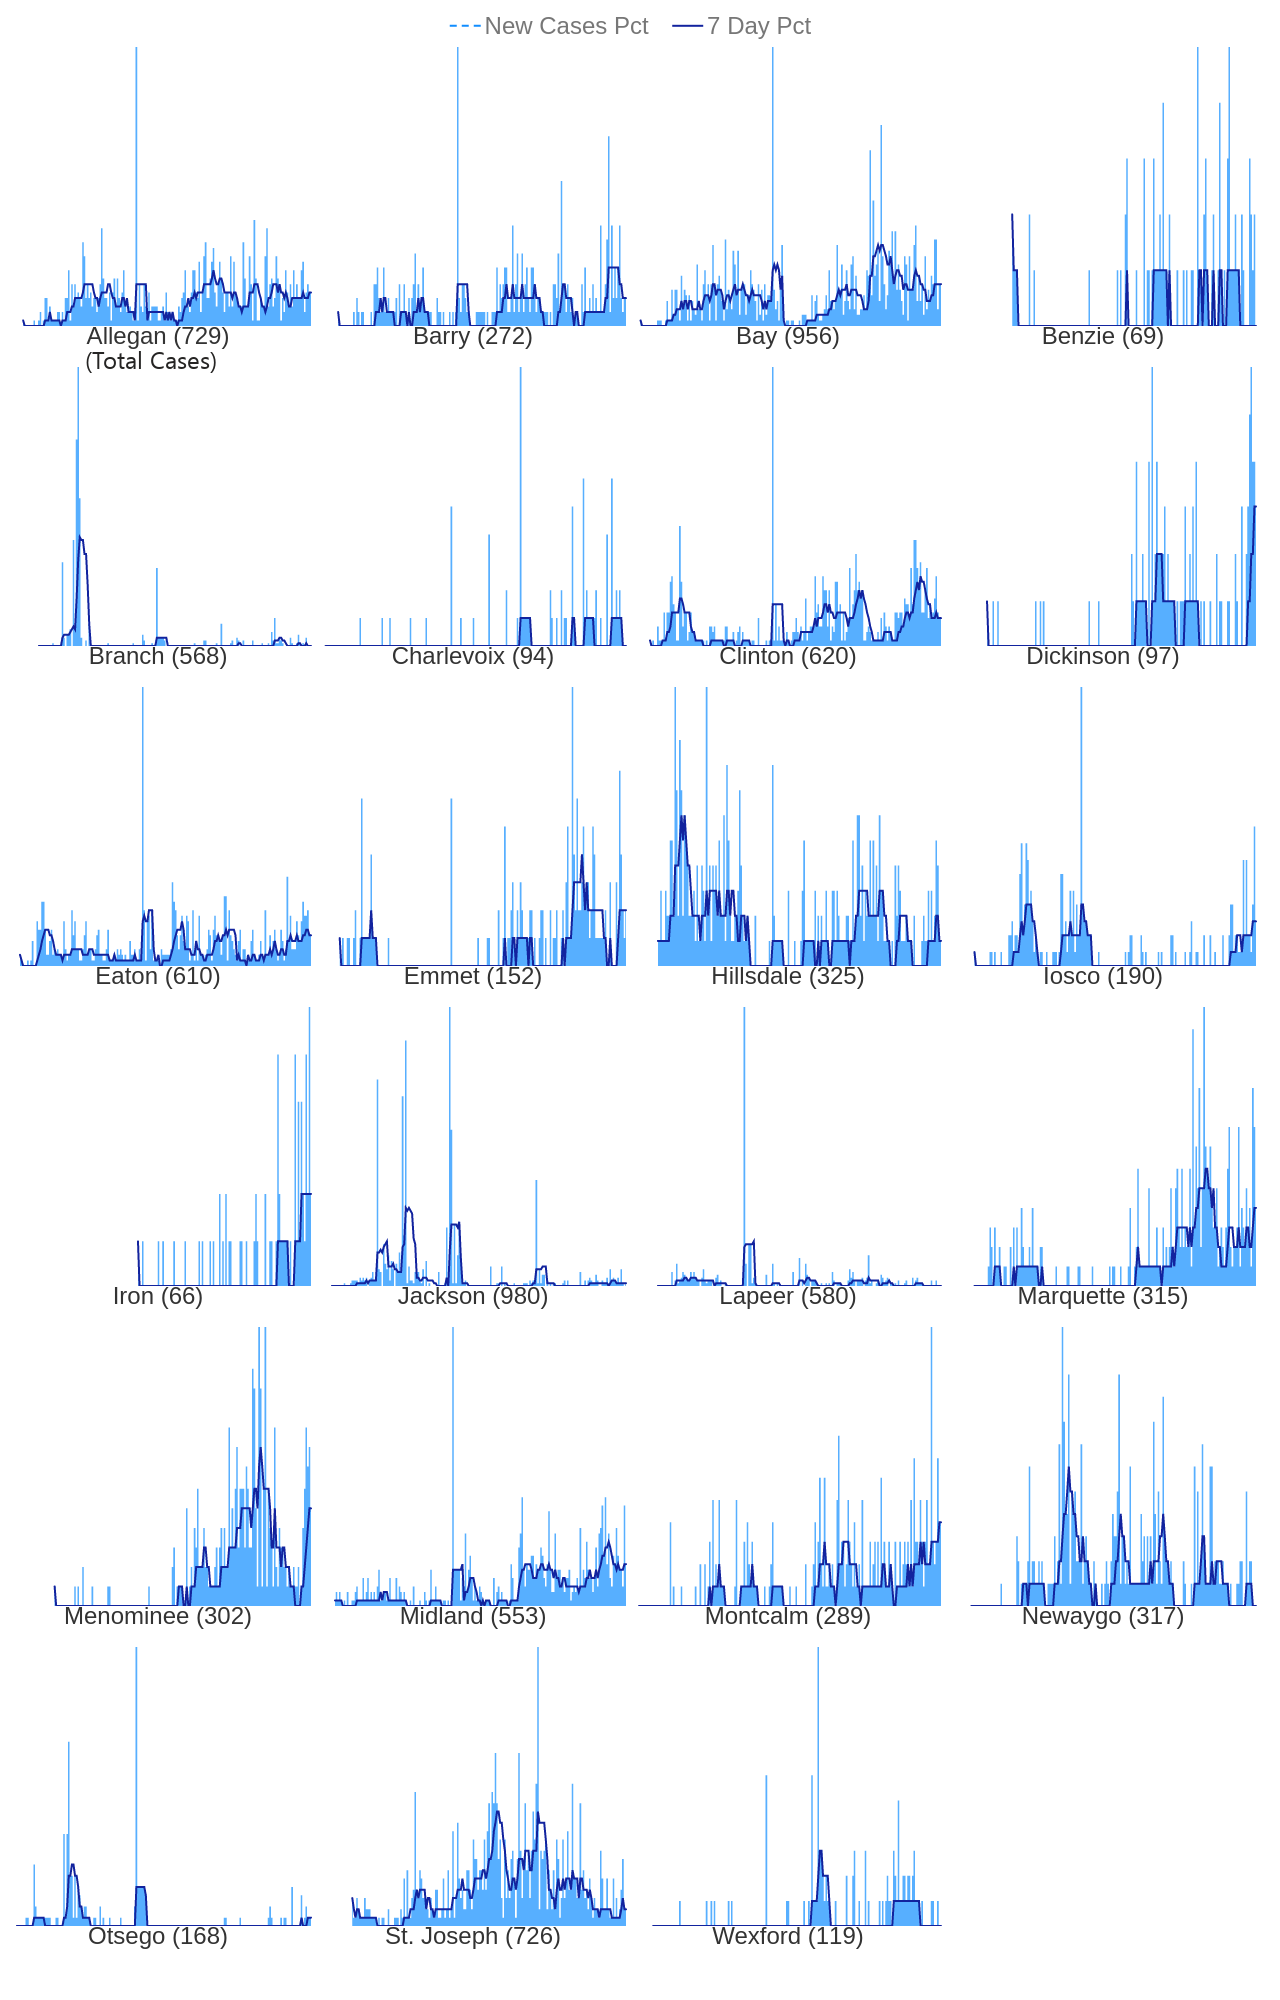 New Cases Pct 7 Day Pct
Allegan (729) Barry (272) Bay (956) Benzie (69)
(Total Cases)
Branch (568) Charlevoix (94) Clinton (620) Dickinson (97)
Eaton (610) Emmet (152) Hillsdale (325) Iosco (190)
Iron (66) Jackson (980) Lapeer (580) Marquette (315)
Menominee (302) Midland (553) Montcalm (289) Newaygo (317)
Otsego (168) St. Joseph (726) Wexford (119)